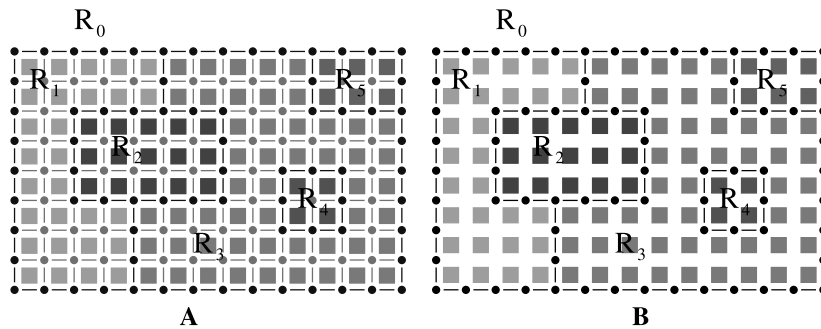 R₀ R₀
R₁ R₅ R₁ R₅
R₂ R₂
R₄ R₄
R₃ R₃
A B